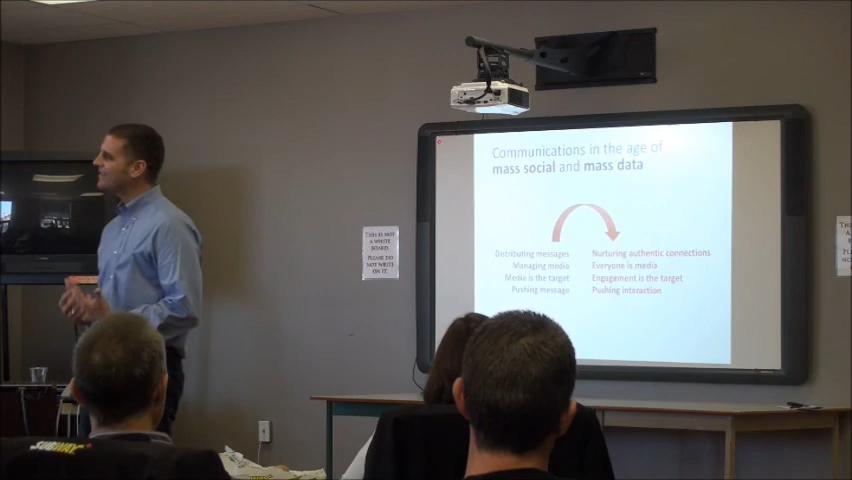 Communications in the age of
mass social and mass data
Distributing messages
Managing media
Media is the target
Pushing message
Nurturing authentic connections
Everyone is media
Engagement is the target
Pushing interaction
THIS IS NOT
A WHITE
BOARD.
PLEASE DO
NOT WRITE
ON IT.
SUBWAY